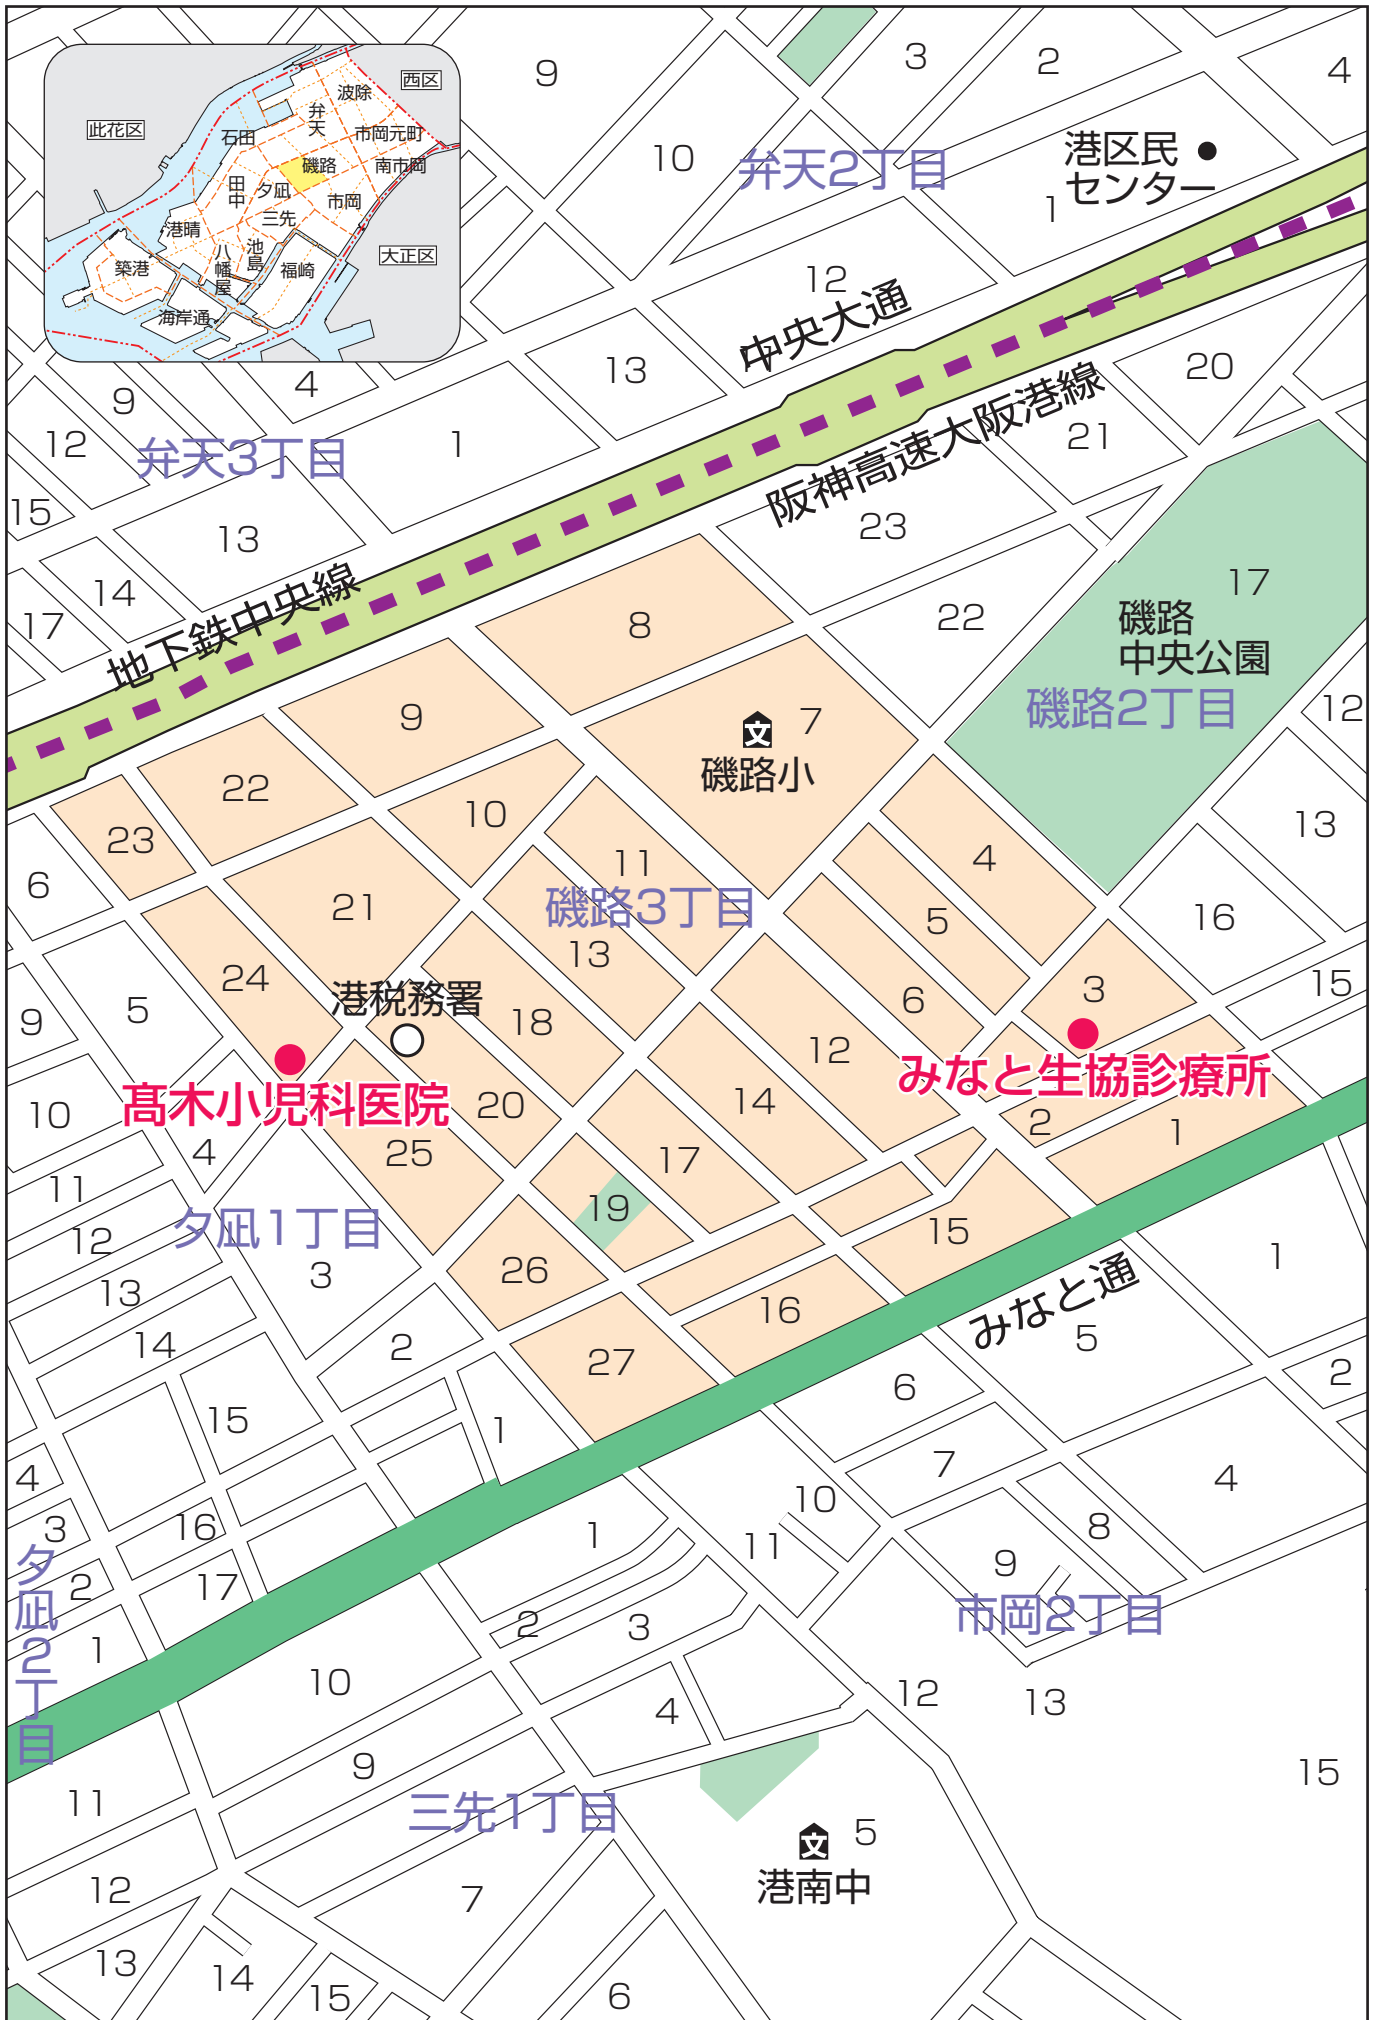 此花区
西区
波除
弁天
石田
市岡元町
磯路
南市岡
田中
夕凪
市岡
三先
港晴
池島
八幡屋
大正区
築港
福崎
海岸通
9
3
2
4
10
弁天2丁目
港区民
センター
1
12
中央大通
13
20
4
9
12
弁天3丁目
1
阪神高速大阪港線
21
15
13
23
17
14
地下鉄中央線
17
8
22
磯路
中央公園
磯路2丁目
12
9
7
磯路小
22
10
13
23
11
4
6
21
磯路3丁目
5
16
13
24
港税務署
3
15
5
9
18
6
12
みなと生協診療所
髙木小児科医院
10
20
14
2
1
4
25
17
11
19
夕凪1丁目
12
15
1
3
26
13
16
みなと通
14
2
27
5
2
6
15
1
7
4
4
10
3
16
1
11
8
9
夕凪2丁目
2
17
市岡2丁目
2
3
1
10
12
13
4
9
15
11
三先1丁目
5
港南中
12
7
13
14
15
6